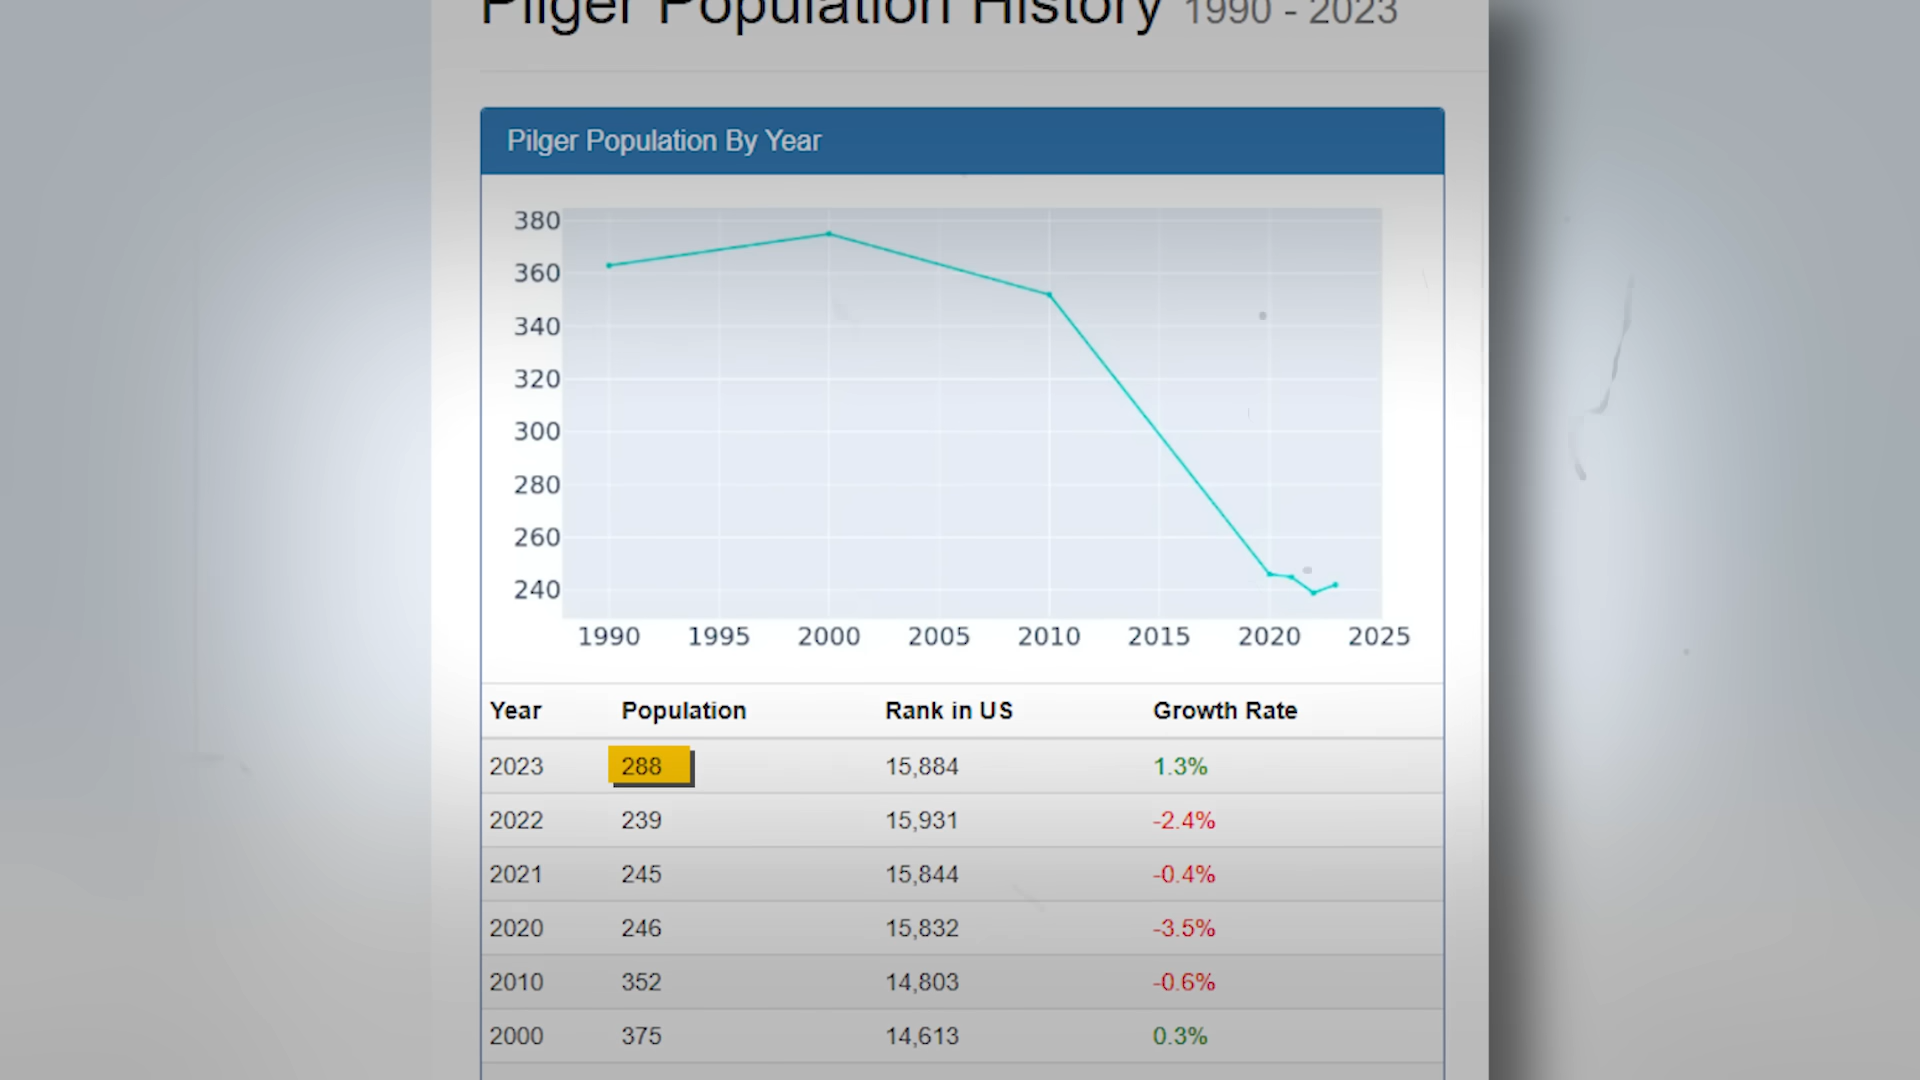 Pilger Population History 1990 - 2023
Pilger Population By Year
380
360
340
320
300
280
260
240
1990 1995 2000 2005 2010 2015 2020 2025
Year Population Rank in US Growth Rate
2023 288 15,884 1.3%
2022 239 15,931 -2.4%
2021 245 15,844 -0.4%
2020 246 15,832 -3.5%
2010 352 14,803 -0.6%
2000 375 14,613 0.3%